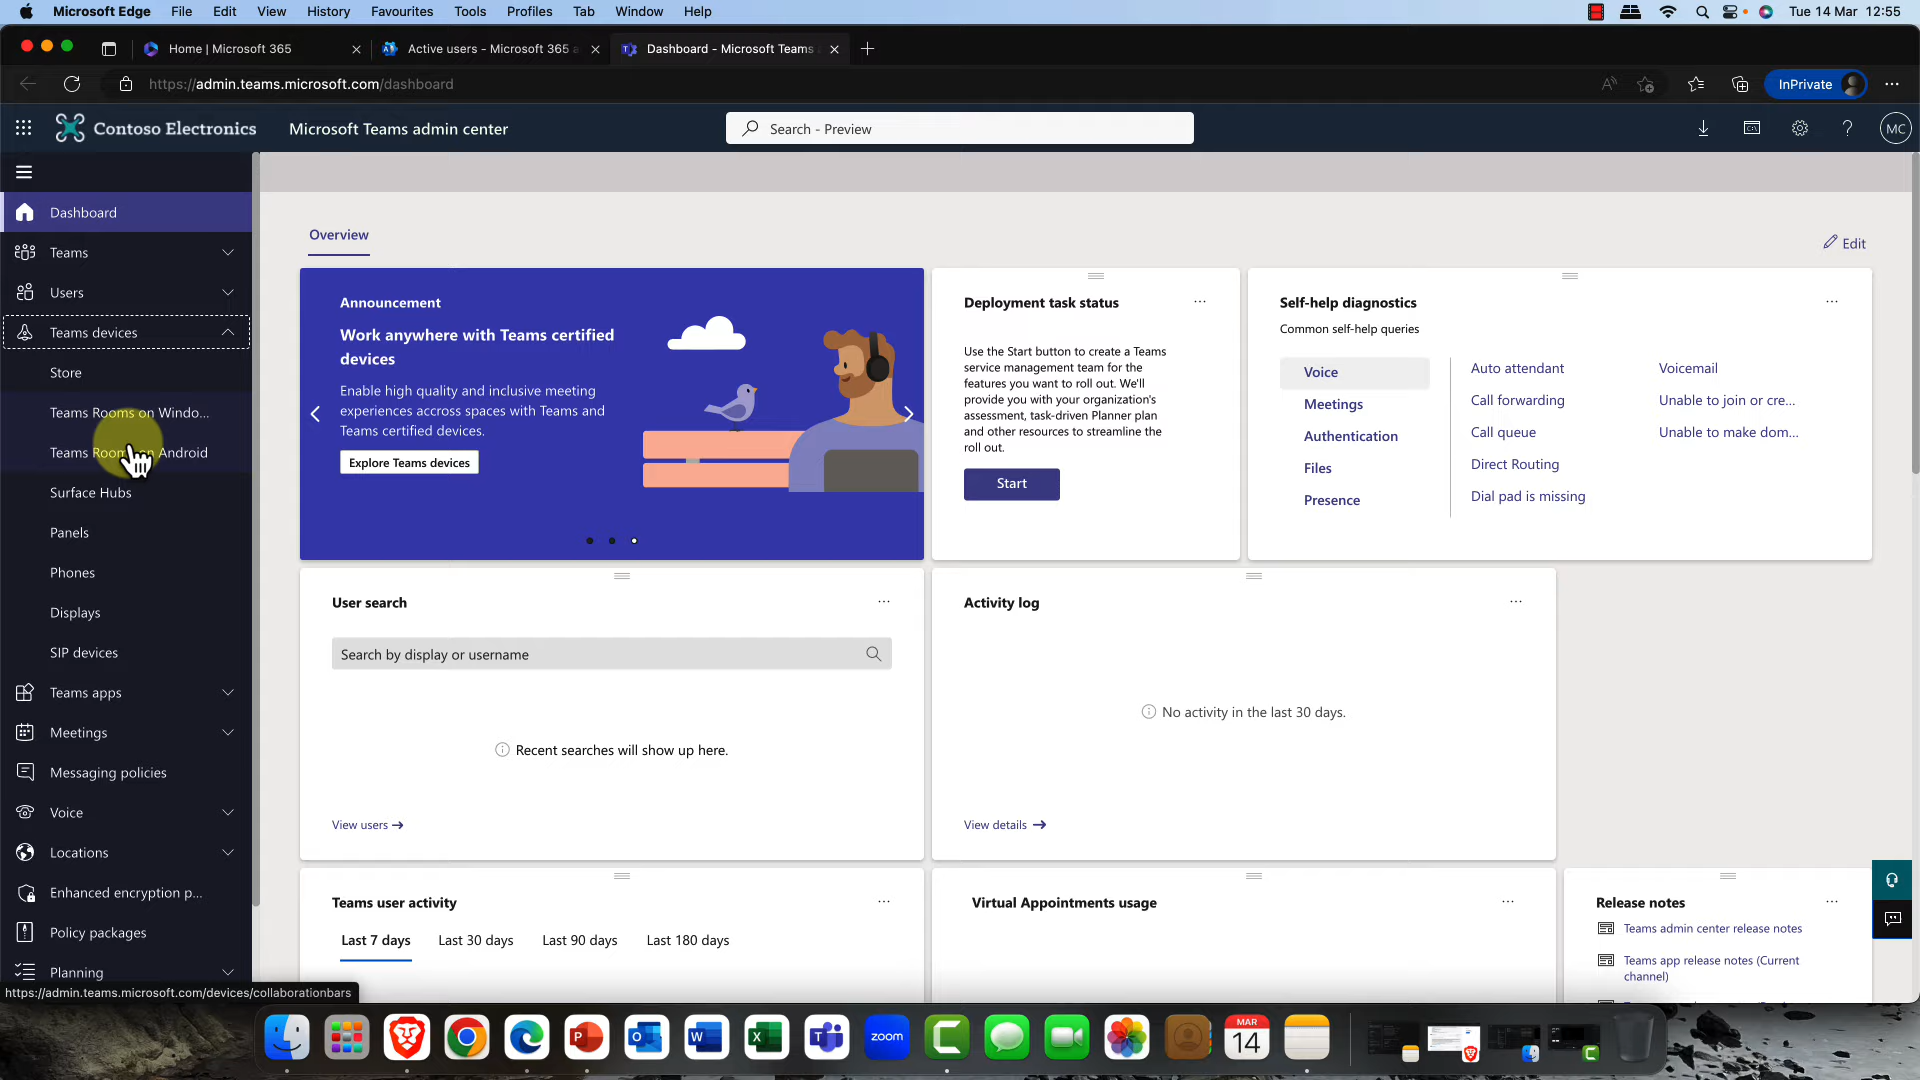 Microsoft Edge File Edit View History Favourites Tools Profiles Tab Window Help Tue 14 Mar 12:55
Home | Microsoft 365
Active users - Microsoft 365 a
Dashboard - Microsoft Teams
https://admin.teams.microsoft.com/dashboard
InPrivate
Contoso Electronics
Microsoft Teams admin center
Search - Preview
MC
Dashboard
Teams
Users
Teams devices
Store
Teams Rooms on Windo...
Teams Rooms on Android
Surface Hubs
Panels
Phones
Displays
SIP devices
Teams apps
Meetings
Messaging policies
Voice
Locations
Enhanced encryption p...
Policy packages
Planning
https://admin.teams.microsoft.com/devices/collaborationbars
Overview
Edit
Announcement
Work anywhere with Teams certified
devices
Enable high quality and inclusive meeting
experiences accross spaces with Teams and
Teams certified devices.
Explore Teams devices
Deployment task status
Use the Start button to create a Teams
service management team for the
features you want to roll out. We'll
provide you with your organization's
assessment, task-driven Planner plan
and other resources to streamline the
roll out.
Start
Self-help diagnostics
Common self-help queries
Voice
Meetings
Authentication
Files
Presence
Auto attendant
Call forwarding
Call queue
Direct Routing
Dial pad is missing
Voicemail
Unable to join or cre...
Unable to make dom...
User search
Search by display or username
Recent searches will show up here.
View users
Activity log
No activity in the last 30 days.
View details
Teams user activity
Last 7 days Last 30 days Last 90 days Last 180 days
Virtual Appointments usage
Release notes
Teams admin center release notes
Teams app release notes (Current
channel)
zoom
MAR
14